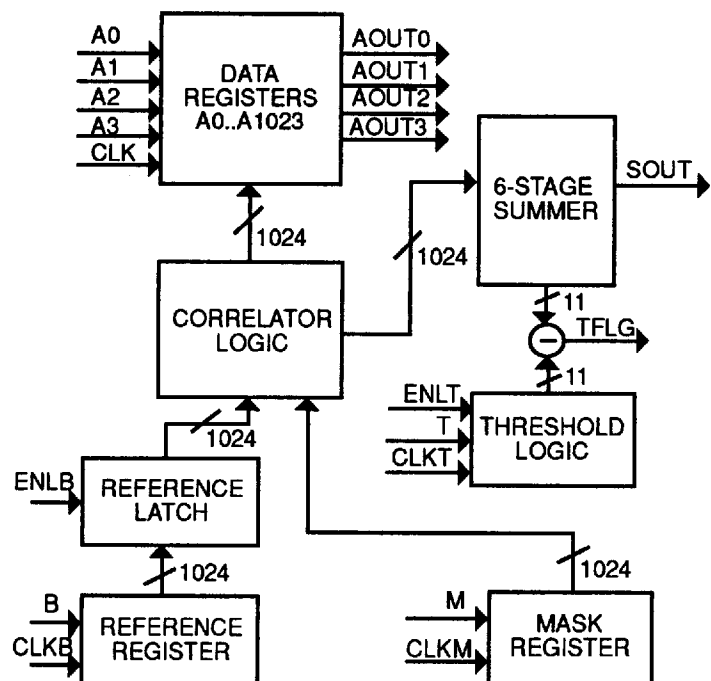 A0
A1
A2
A3
CLK
DATA
REGISTERS
A0..A1023
AOUT0
AOUT1
AOUT2
AOUT3
6-STAGE
SUMMER
SOUT
1024
1024
CORRELATOR
LOGIC
11
−
TFLG
11
ENLT
T
CLKT
THRESHOLD
LOGIC
1024
ENLB
REFERENCE
LATCH
1024
1024
B
CLKB
REFERENCE
REGISTER
M
CLKM
MASK
REGISTER